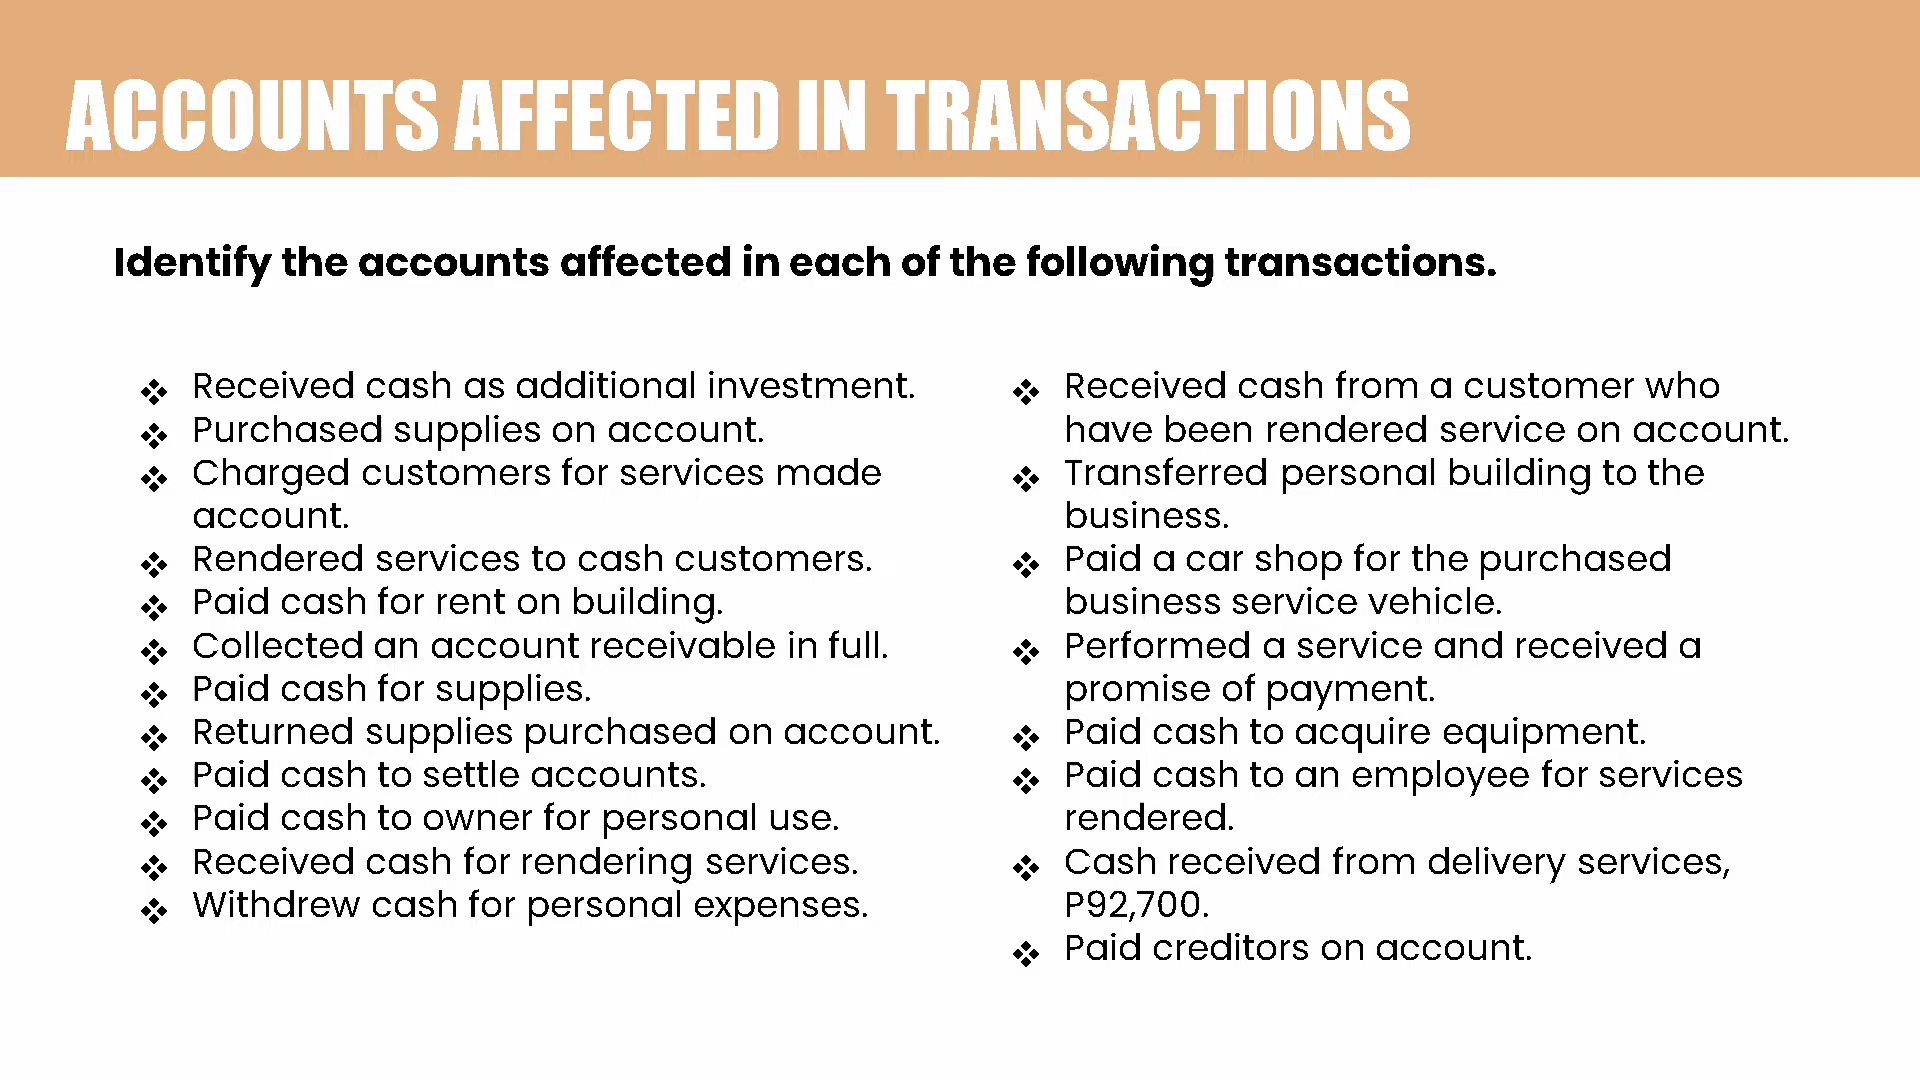 ACCOUNTS AFFECTED IN TRANSACTIONS
Identify the accounts affected in each of the following transactions.
❖ Received cash as additional investment.
❖ Purchased supplies on account.
❖ Charged customers for services made
account.
❖ Rendered services to cash customers.
❖ Paid cash for rent on building.
❖ Collected an account receivable in full.
❖ Paid cash for supplies.
❖ Returned supplies purchased on account.
❖ Paid cash to settle accounts.
❖ Paid cash to owner for personal use.
❖ Received cash for rendering services.
❖ Withdrew cash for personal expenses.
❖ Received cash from a customer who
have been rendered service on account.
❖ Transferred personal building to the
business.
❖ Paid a car shop for the purchased
business service vehicle.
❖ Performed a service and received a
promise of payment.
❖ Paid cash to acquire equipment.
❖ Paid cash to an employee for services
rendered.
❖ Cash received from delivery services,
P92,700.
❖ Paid creditors on account.